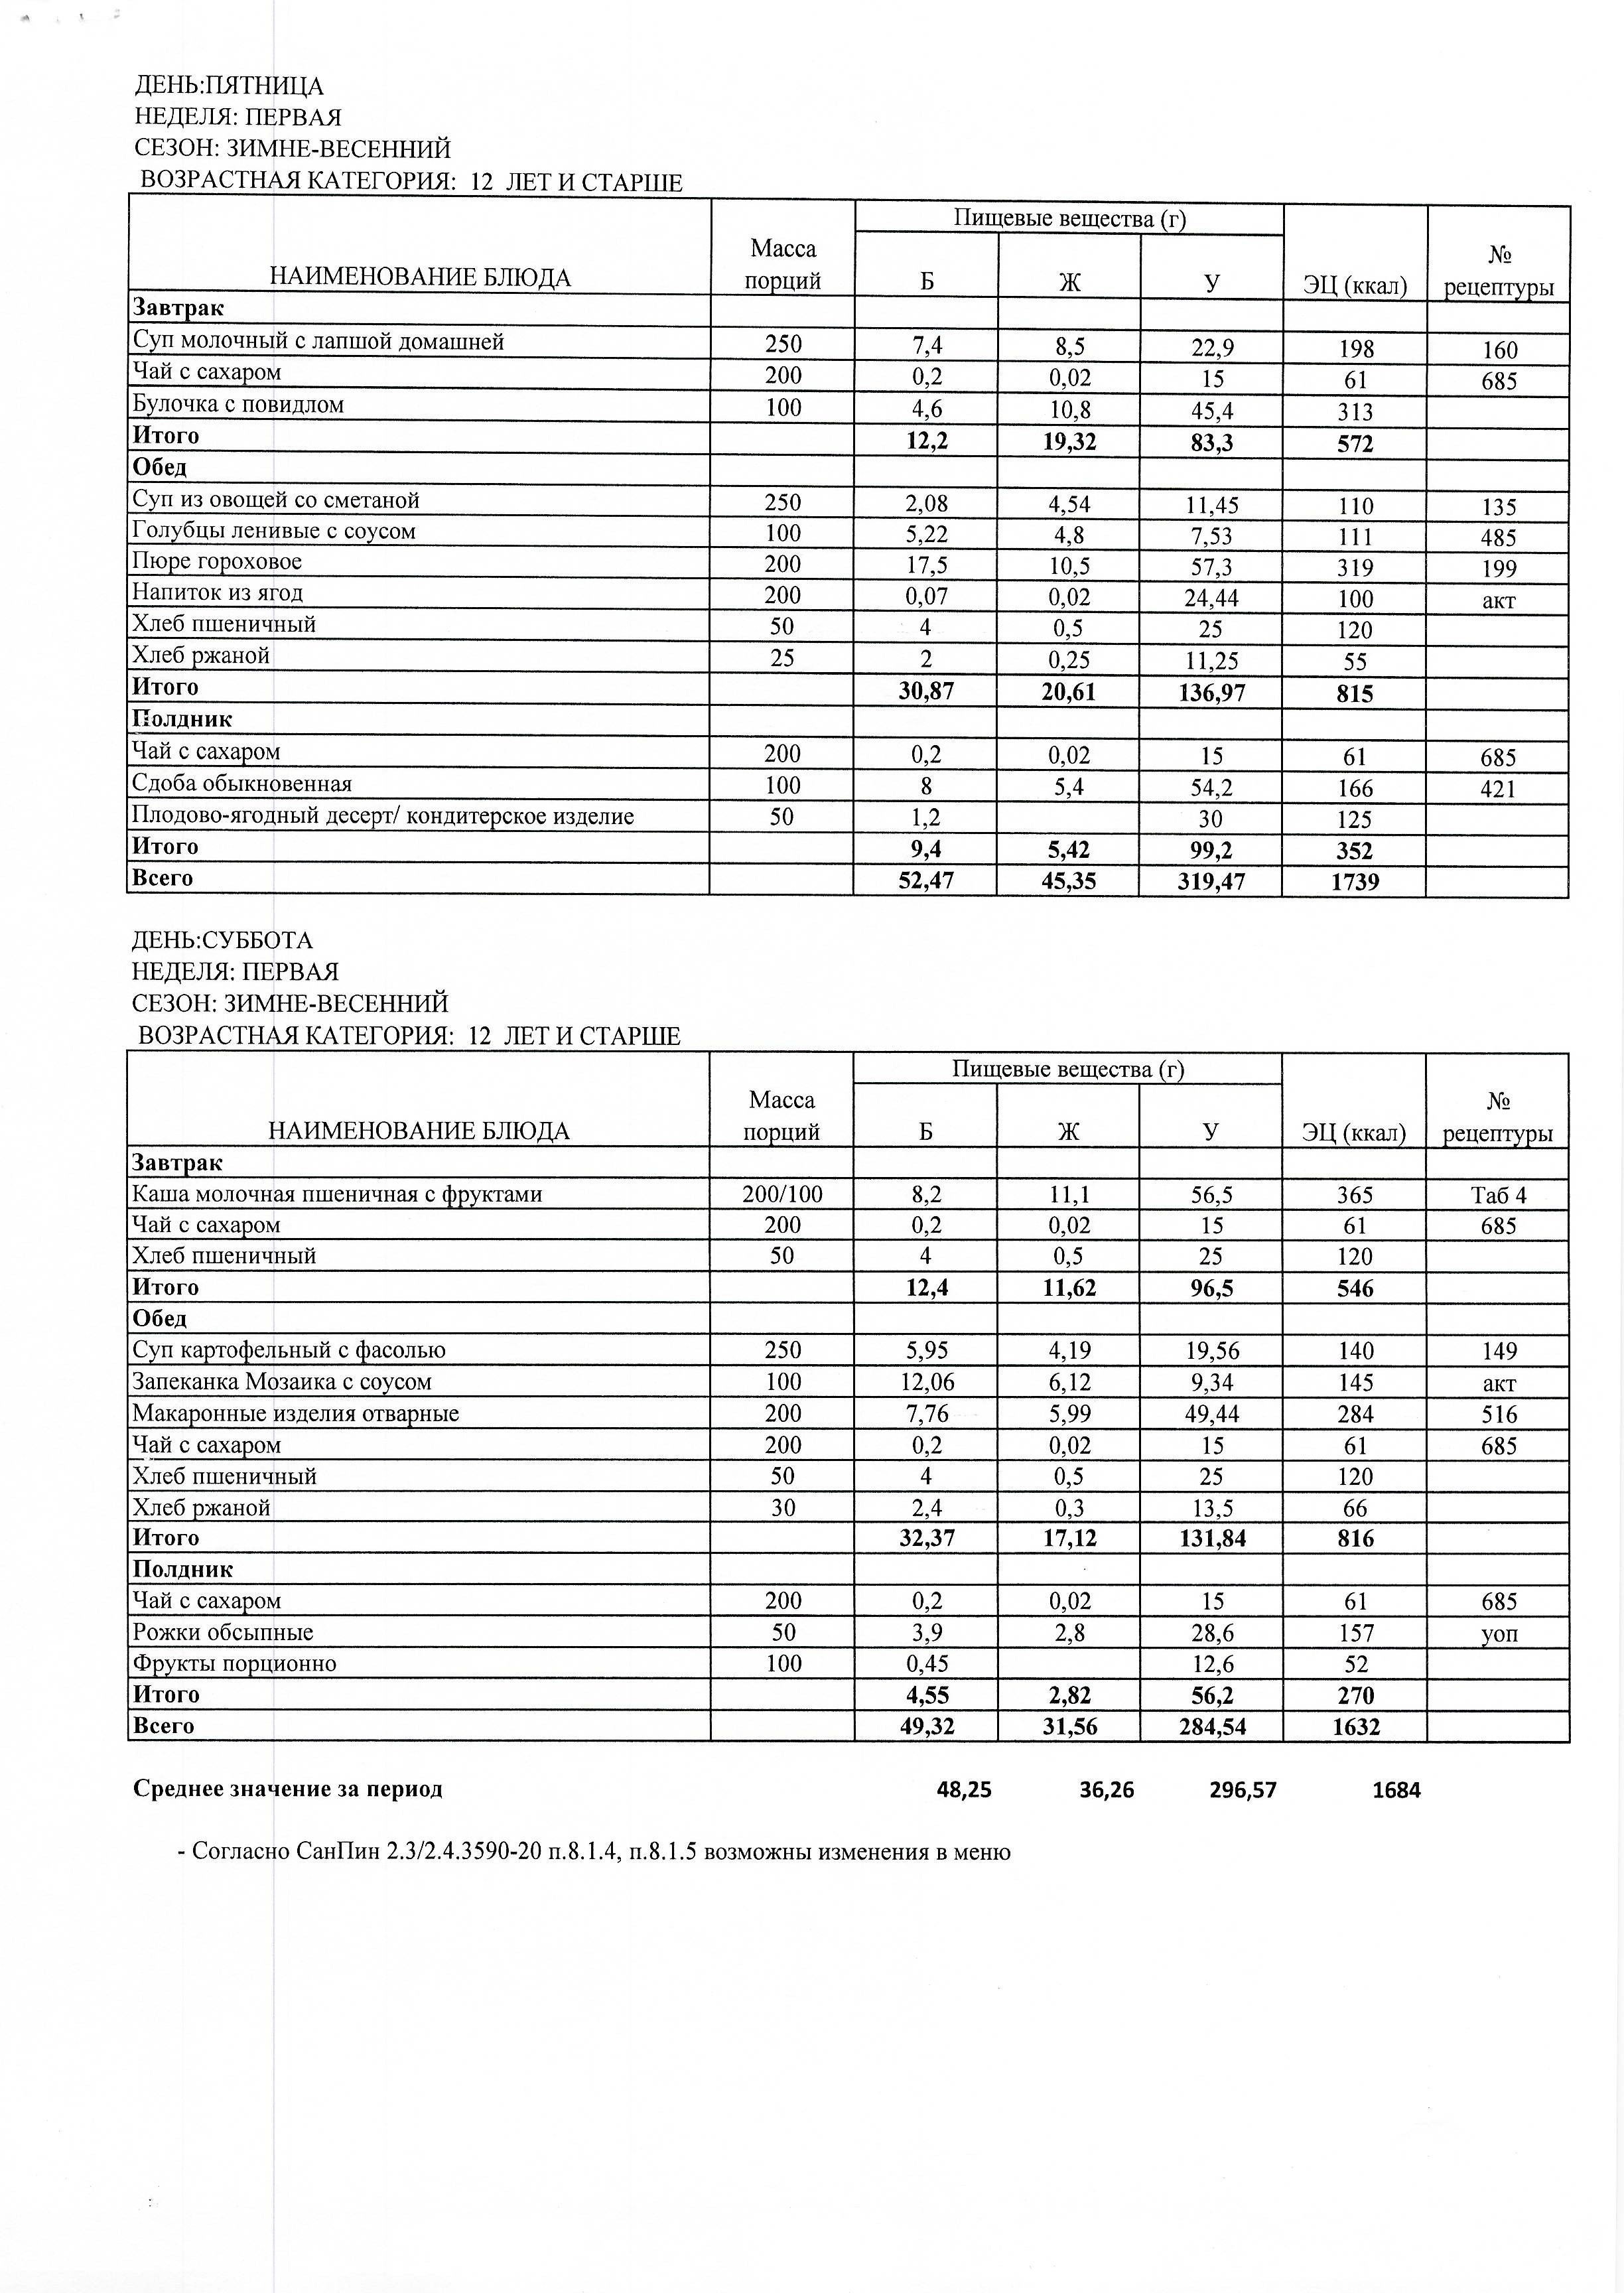 ДЕНЬ:ПЯТНИЦА
НЕДЕЛЯ: ПЕРВАЯ
СЕЗОН: ЗИМНЕ-ВЕСЕННИЙ
ВОЗРАСТНАЯ КАТЕГОРИЯ: 12 ЛЕТ И СТАРШЕ
НАИМЕНОВАНИЕ БЛЮДА Масса порций Пищевые вещества (г) Б Ж У ЭЦ (ккал) № рецептуры
Завтрак
Суп молочный с лапшой домашней 250 7,4 8,5 22,9 198 160
Чай с сахаром 200 0,2 0,02 15 61 685
Булочка с повидлом 100 4,6 10,8 45,4 313
Итого 12,2 19,32 83,3 572
Обед
Суп из овощей со сметаной 250 2,08 4,54 11,45 110 135
Голубцы ленивые с соусом 100 5,22 4,8 7,53 111 485
Пюре гороховое 200 17,5 10,5 57,3 319 199
Напиток из ягод 200 0,07 0,02 24,44 100 акт
Хлеб пшеничный 50 4 0,5 25 120
Хлеб ржаной 25 2 0,25 11,25 55
Итого 30,87 20,61 136,97 815
Полдник
Чай с сахаром 200 0,2 0,02 15 61 685
Сдоба обыкновенная 100 8 5,4 54,2 166 421
Плодово-ягодный десерт/ кондитерское изделие 50 1,2 30 125
Итого 9,4 5,42 99,2 352
Всего 52,47 45,35 319,47 1739
ДЕНЬ:СУББОТА
НЕДЕЛЯ: ПЕРВАЯ
СЕЗОН: ЗИМНЕ-ВЕСЕННИЙ
ВОЗРАСТНАЯ КАТЕГОРИЯ: 12 ЛЕТ И СТАРШЕ
НАИМЕНОВАНИЕ БЛЮДА Масса порций Пищевые вещества (г) Б Ж У ЭЦ (ккал) № рецептуры
Завтрак
Каша молочная пшеничная с фруктами 200/100 8,2 11,1 56,5 365 Таб 4
Чай с сахаром 200 0,2 0,02 15 61 685
Хлеб пшеничный 50 4 0,5 25 120
Итого 12,4 11,62 96,5 546
Обед
Суп картофельный с фасолью 250 5,95 4,19 19,56 140 149
Запеканка Мозаика с соусом 100 12,06 6,12 9,34 145 акт
Макаронные изделия отварные 200 7,76 5,99 49,44 284 516
Чай с сахаром 200 0,2 0,02 15 61 685
Хлеб пшеничный 50 4 0,5 25 120
Хлеб ржаной 30 2,4 0,3 13,5 66
Итого 32,37 17,12 131,84 816
Полдник
Чай с сахаром 200 0,2 0,02 15 61 685
Рожки обсыпные 50 3,9 2,8 28,6 157 уоп
Фрукты порционно 100 0,45 12,6 52
Итого 4,55 2,82 56,2 270
Всего 49,32 31,56 284,54 1632
Среднее значение за период 48,25 36,26 296,57 1684
- Согласно СанПин 2.3/2.4.3590-20 п.8.1.4, п.8.1.5 возможны изменения в меню